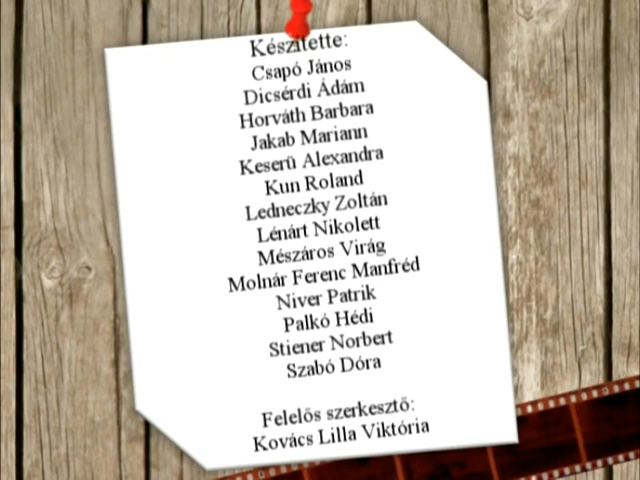 Készítette:
Csapó János
Dicsérdi Ádám
Horváth Barbara
Jakab Mariann
Keserű Alexandra
Kun Roland
Ledneczky Zoltán
Lénárt Nikolett
Mészáros Virág
Molnár Ferenc Manfréd
Niver Patrik
Palkó Hédi
Stiener Norbert
Szabó Dóra
Felelős szerkesztő:
Kovács Lilla Viktória